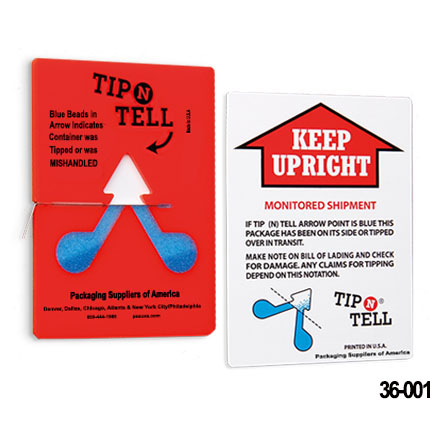 TIP N
TELL
Made in U.S.A.
Blue Beads in
Arrow Indicates
Container was
Tipped or was
MISHANDLED
Packaging Suppliers of America
Denver, Dallas, Chicago, Atlanta & New York City/Philadelphia
KEEP
UPRIGHT
MONITORED SHIPMENT
IF TIP (N) TELL ARROW POINT IS BLUE THIS
PACKAGE HAS BEEN ON ITS SIDE OR TIPPED
OVER IN TRANSIT.
MAKE NOTE ON BILL OF LADING AND CHECK
FOR DAMAGE. ANY CLAIMS FOR TIPPING
DEPEND ON THIS NOTATION.
TIP N ®
TELL
PRINTED IN U.S.A.
Packaging Suppliers of America
36-001